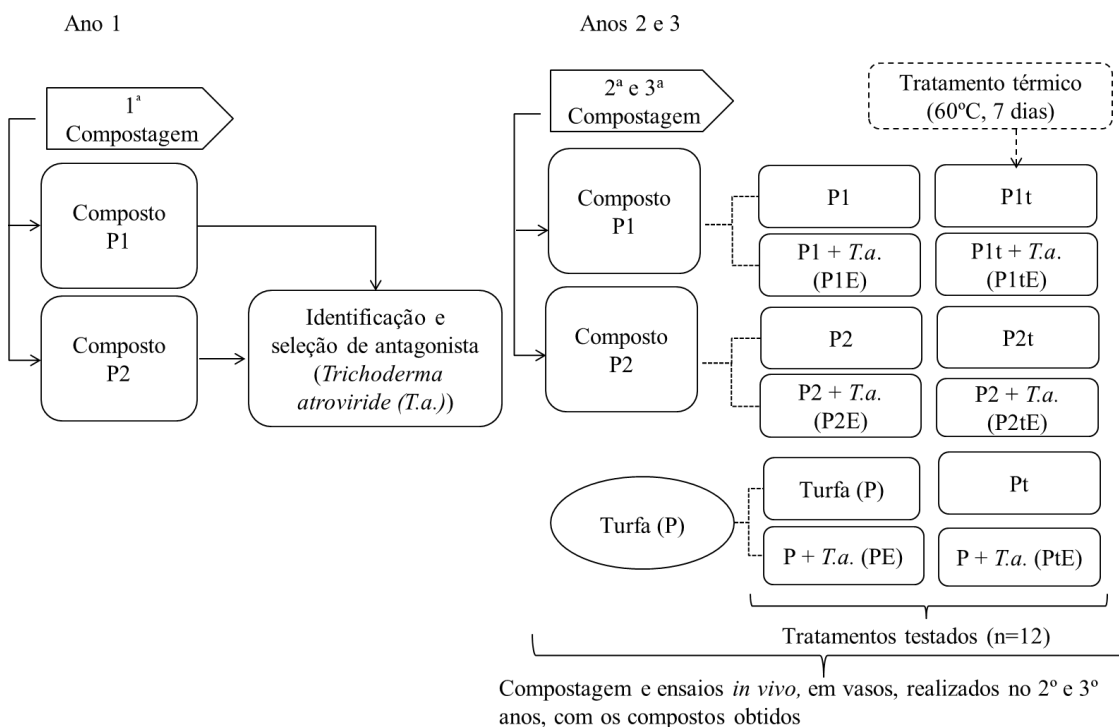 Ano 1
Anos 2 e 3
1ª
Compostagem
Composto
P1
Composto
P2
Identificação e
seleção de antagonista
(Trichoderma
atroviride (T.a.))
2ª e 3ª
Compostagem
Composto
P1
Composto
P2
Turfa (P)
Tratamento térmico
(60ºC, 7 dias)
P1
P1t
P1 + T.a.
(P1E)
P1t + T.a.
(P1tE)
P2
P2t
P2 + T.a.
(P2E)
P2 + T.a.
(P2tE)
Turfa (P)
Pt
P + T.a. (PE)
P + T.a. (PtE)
Tratamentos testados (n=12)
Compostagem e ensaios in vivo, em vasos, realizados no 2º e 3º
anos, com os compostos obtidos